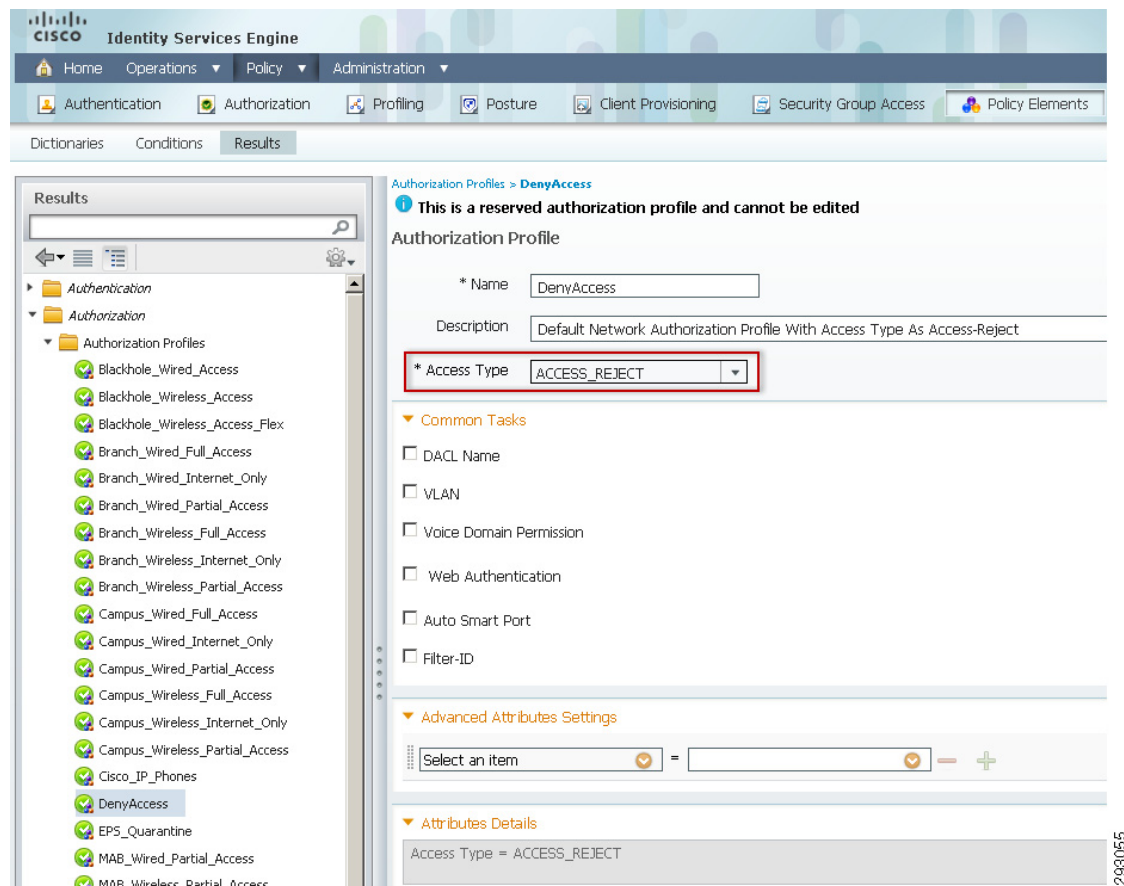 CISCO Identity Services Engine
Home Operations Policy Administration
Authentication Authorization Profiling Posture Client Provisioning Security Group Access Policy Elements
Dictionaries Conditions Results
Results
Authentication
Authorization
Authorization Profiles
Blackhole_Wired_Access
Blackhole_Wireless_Access
Blackhole_Wireless_Access_Flex
Branch_Wired_Full_Access
Branch_Wired_Internet_Only
Branch_Wired_Partial_Access
Branch_Wireless_Full_Access
Branch_Wireless_Internet_Only
Branch_Wireless_Partial_Access
Campus_Wired_Full_Access
Campus_Wired_Internet_Only
Campus_Wired_Partial_Access
Campus_Wireless_Full_Access
Campus_Wireless_Internet_Only
Campus_Wireless_Partial_Access
Cisco_IP_Phones
DenyAccess
EPS_Quarantine
MAB_Wired_Partial_Access
MAB_Wireless_Partial_Access
Authorization Profiles > DenyAccess
This is a reserved authorization profile and cannot be edited
Authorization Profile
* Name DenyAccess
Description Default Network Authorization Profile With Access Type As Access-Reject
* Access Type ACCESS_REJECT
Common Tasks
DACL Name
VLAN
Voice Domain Permission
Web Authentication
Auto Smart Port
Filter-ID
Advanced Attributes Settings
Select an item =
Attributes Details
Access Type = ACCESS_REJECT
293055